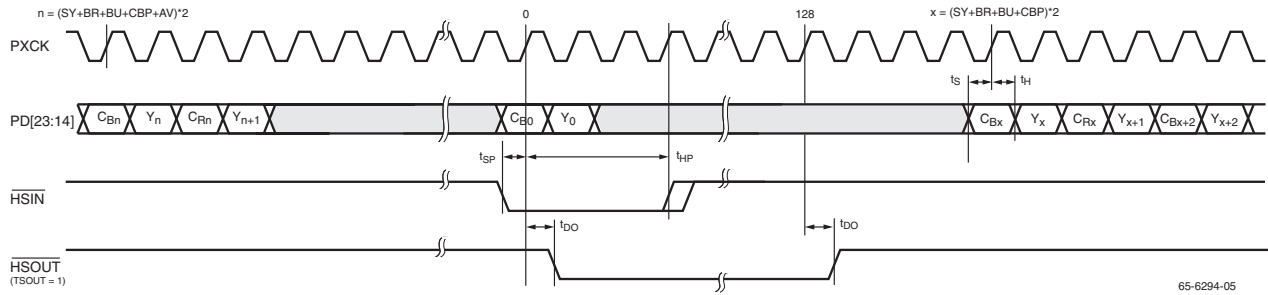 n = (SY+BR+BU+CBP+AV)*2
0
128
x = (SY+BR+BU+CBP)*2
PXCK
tS
tH
PD[23:14]
CBn
Yn
CRn
Yn+1
CB0
Y0
CBx
Yx
CRx
Yx+1
CBx+2
Yx+2
tSP
tHP
HSIN
tDO
tDO
HSOUT
(TSOUT = 1)
65-6294-05